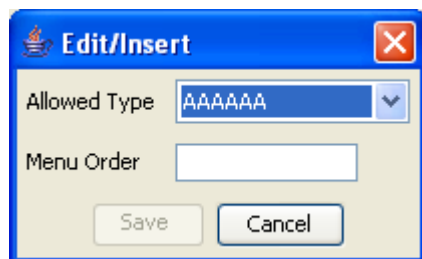 Edit/Insert
Allowed Type AAAAAA
Menu Order
Save Cancel